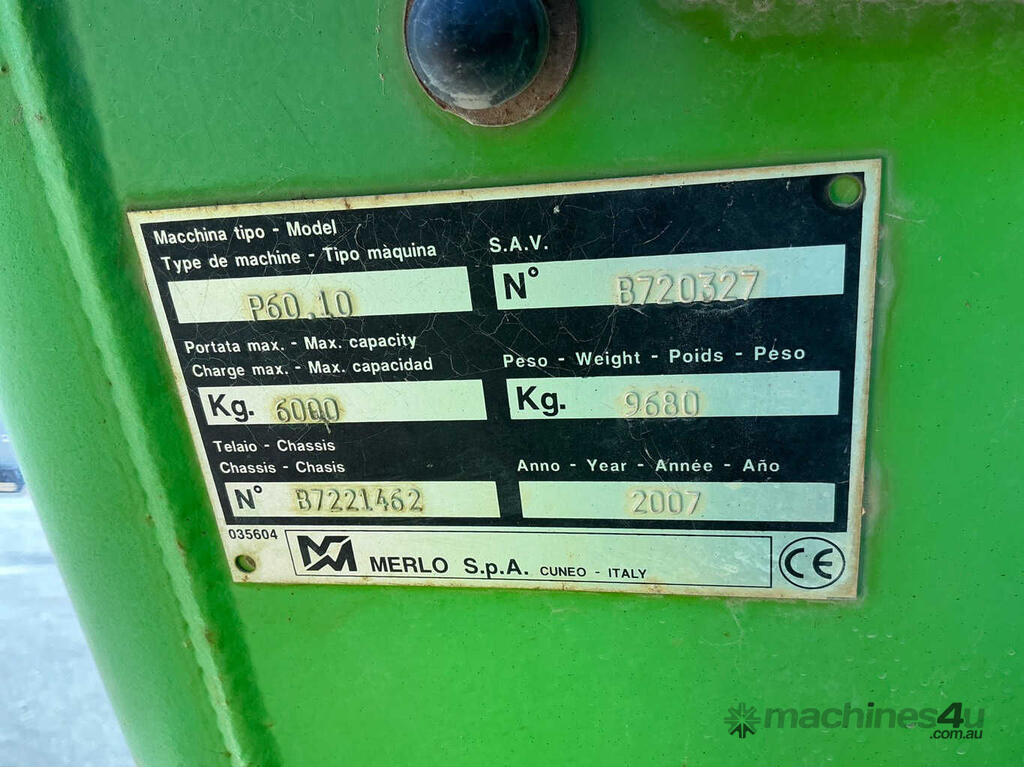 Macchina tipo - Model
Type de machine - Tipo màquina
P60.10
S.A.V.
N° B720327
Portata max. - Max. capacity
Charge max. - Max. capacidad
Kg. 6000
Peso - Weight - Poids - Peso
Kg. 9680
Telaio - Chassis
Chassis - Chasis
N° B7221462
Anno - Year - Année - Año
2007
035604
MERLO S.p.A. CUNEO - ITALY
CE
machines4u
.com.au